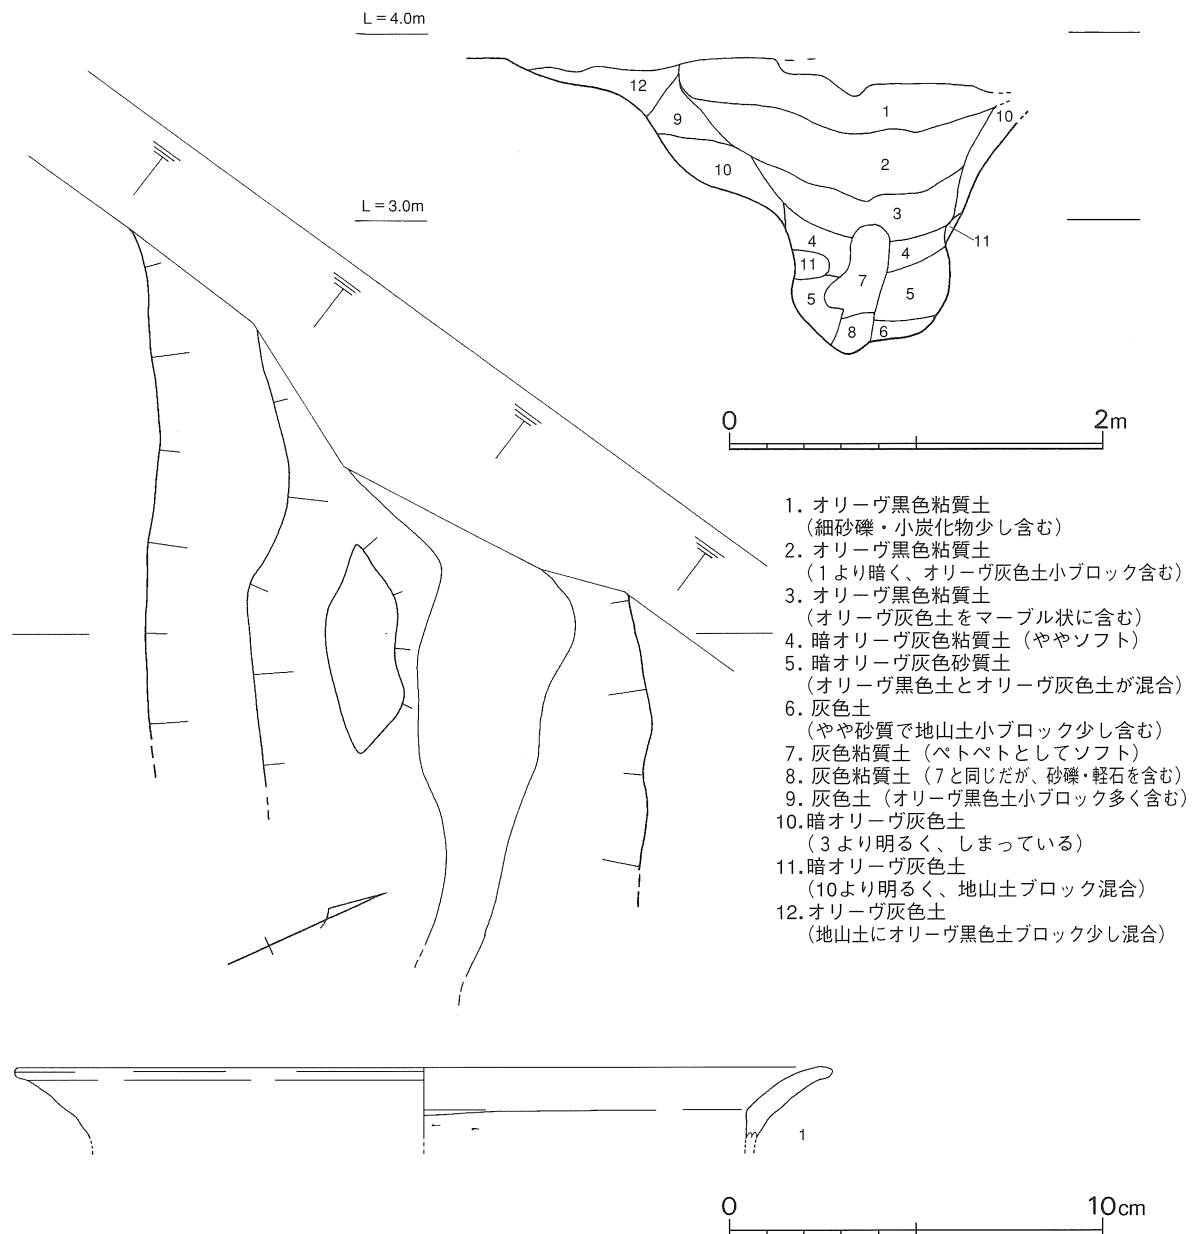 L＝4.0m
12
9
10
1
10
2
L＝3.0m
3
4
11
4
11
7
5
5
8
6
0
2m
1. オリーヴ黒色粘質土
（細砂礫・小炭化物少し含む）
2. オリーヴ黒色粘質土
（１より暗く、オリーヴ灰色土小ブロック含む）
3. オリーヴ黒色粘質土
（オリーヴ灰色土をマーブル状に含む）
4. 暗オリーヴ灰色粘質土（ややソフト）
5. 暗オリーヴ灰色砂質土
（オリーヴ黒色土とオリーヴ灰色土が混合）
6. 灰色土
（やや砂質で地山土小ブロック少し含む）
7. 灰色粘質土（ペトペトとしてソフト）
8. 灰色粘質土（７と同じだが、砂礫・軽石を含む）
9. 灰色土（オリーヴ黒色土小ブロック多く含む）
10. 暗オリーヴ灰色土
（３より明るく、しまっている）
11. 暗オリーヴ灰色土
（10より明るく、地山土ブロック混合）
12. オリーヴ灰色土
（地山土にオリーヴ黒色土ブロック少し混合）
1
0
10cm